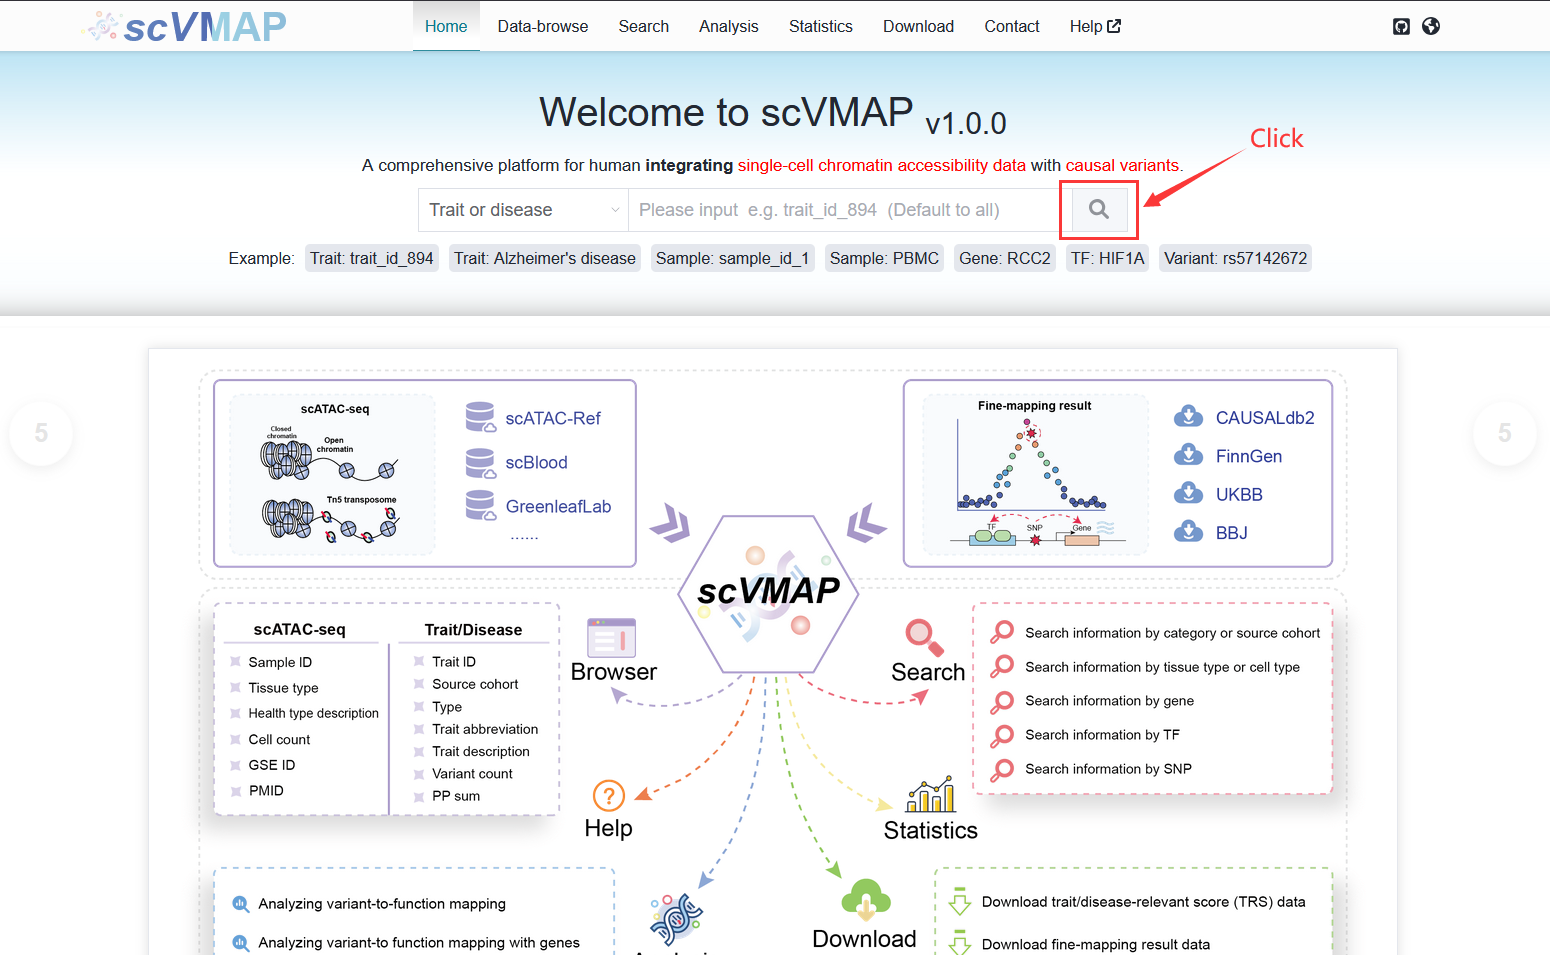 scVMAP
Home Data-browse Search Analysis Statistics Download Contact Help
Welcome to scVMAP v1.0.0
Click
A comprehensive platform for human integrating single-cell chromatin accessibility data with causal variants.
Trait or disease Please input e.g. trait_id_894 (Default to all)
Example: Trait: trait_id_894 Trait: Alzheimer's disease Sample: sample_id_1 Sample: PBMC Gene: RCC2 TF: HIF1A Variant: rs57142672
5
5
scATAC-seq
Closed
chromatin
Open
chromatin
Tn5 transposome
scATAC-Ref
scBlood
GreenleafLab
......
Fine-mapping result
TF SNP Gene
CAUSALdb2
FinnGen
UKBB
BBJ
scVMAP
scATAC-seq
Sample ID
Tissue type
Health type description
Cell count
GSE ID
PMID
Trait/Disease
Trait ID
Source cohort
Type
Trait abbreviation
Trait description
Variant count
PP sum
Browser
Search
Search information by category or source cohort
Search information by tissue type or cell type
Search information by gene
Search information by TF
Search information by SNP
?
Help
Statistics
Analyzing variant-to-function mapping
Analyzing variant-to function mapping with genes
Download
Download trait/disease-relevant score (TRS) data
Download fine-mapping result data